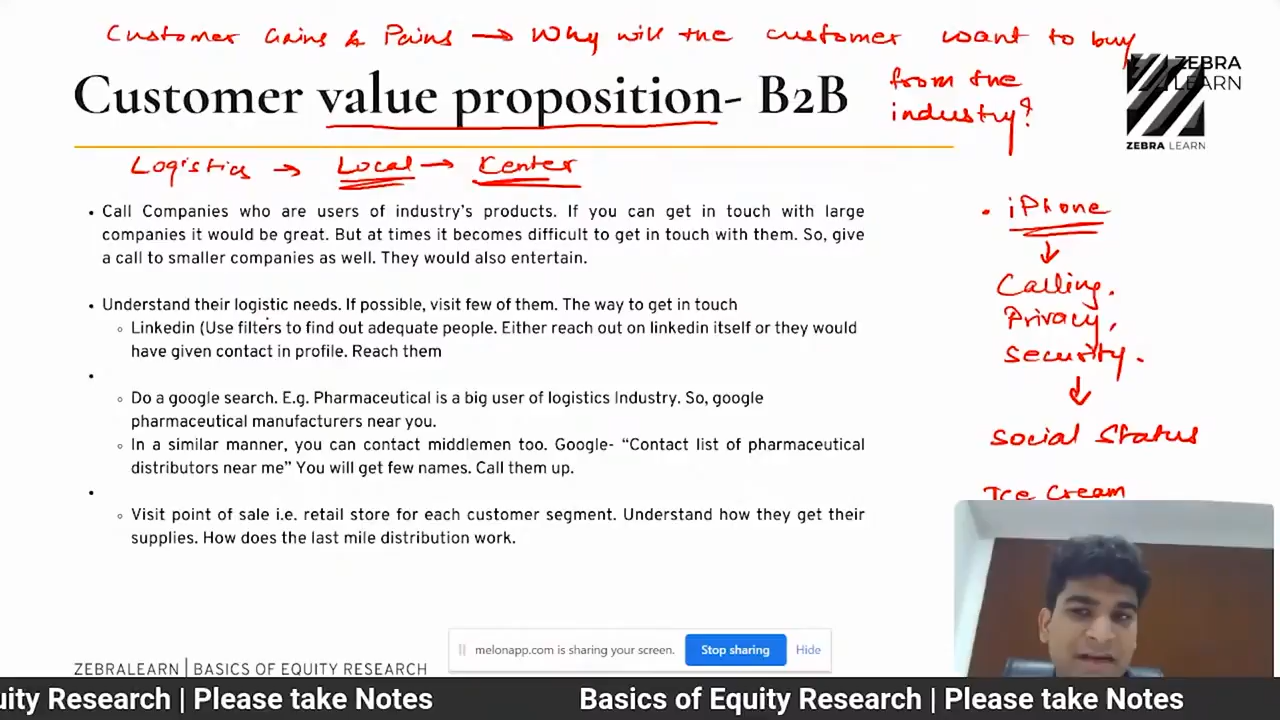 Customer Gains & Pains → Why will the customer want to buy
from the
industry?
ZEBRA
LEARN
ZEBRA LEARN
Customer value proposition- B2B
Logistics → Local → Center
• Call Companies who are users of industry's products. If you can get in touch with large
companies it would be great. But at times it becomes difficult to get in touch with them. So, give
a call to smaller companies as well. They would also entertain.
• Understand their logistic needs. If possible, visit few of them. The way to get in touch
◦ Linkedin (Use filters to find out adequate people. Either reach out on linkedin itself or they would
have given contact in profile. Reach them
•
◦ Do a google search. E.g. Pharmaceutical is a big user of logistics Industry. So, google
pharmaceutical manufacturers near you.
◦ In a similar manner, you can contact middlemen too. Google- “Contact list of pharmaceutical
distributors near me” You will get few names. Call them up.
•
◦ Visit point of sale i.e. retail store for each customer segment. Understand how they get their
supplies. How does the last mile distribution work.
• iPhone
↓
Calling.
Privacy,
Security.
↓
Social Status
Ice Cream
melonapp.com is sharing your screen. Stop sharing Hide
ZEBRALEARN | BASICS OF EQUITY RESEARCH
quity Research | Please take Notes Basics of Equity Research | Please take Notes